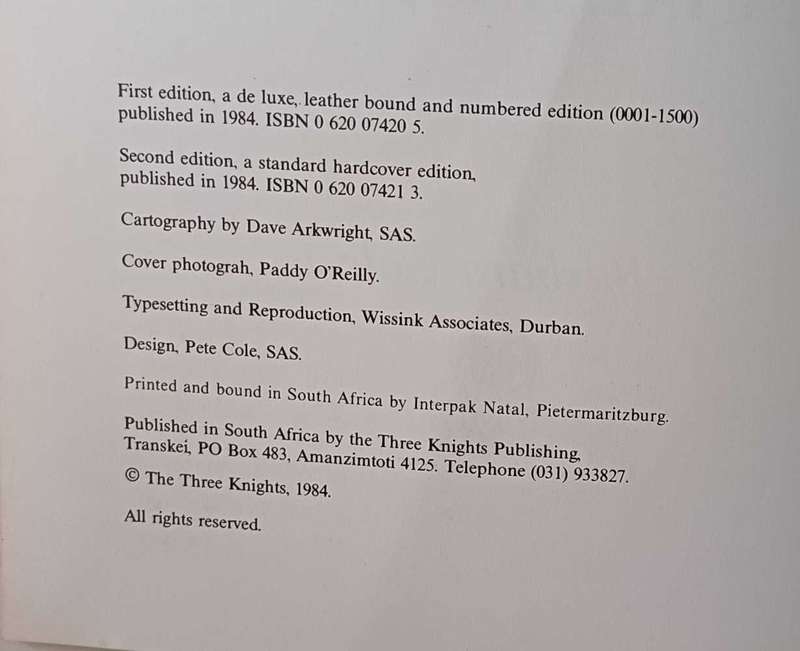 First edition, a de luxe, leather bound and numbered edition (0001-1500)
published in 1984. ISBN 0 620 07420 5.
Second edition, a standard hardcover edition,
published in 1984. ISBN 0 620 07421 3.
Cartography by Dave Arkwright, SAS.
Cover photograh, Paddy O'Reilly.
Typesetting and Reproduction, Wissink Associates, Durban.
Design, Pete Cole, SAS.
Printed and bound in South Africa by Interpak Natal, Pietermaritzburg.
Published in South Africa by the Three Knights Publishing,
Transkei, PO Box 483, Amanzimtoti 4125. Telephone (031) 933827.
© The Three Knights, 1984.
All rights reserved.